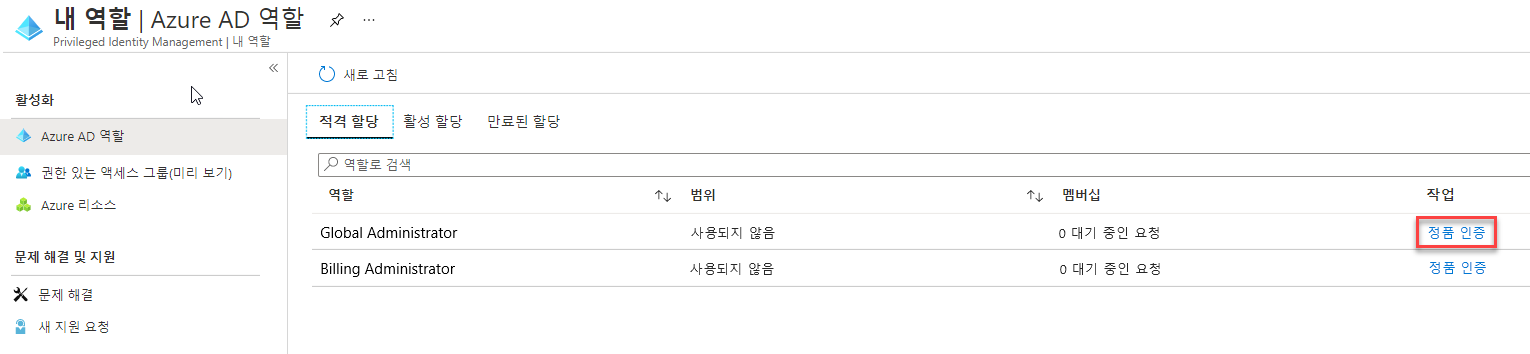 내 역할 | Azure AD 역할
Privileged Identity Management | 내 역할
활성화
Azure AD 역할
권한 있는 액세스 그룹(미리 보기)
Azure 리소스
문제 해결 및 지원
문제 해결
새 지원 요청
새로 고침
적격 할당 활성 할당 만료된 할당
역할로 검색
역할 범위 멤버십 작업
Global Administrator 사용되지 않음 0 대기 중인 요청 정품 인증
Billing Administrator 사용되지 않음 0 대기 중인 요청 정품 인증